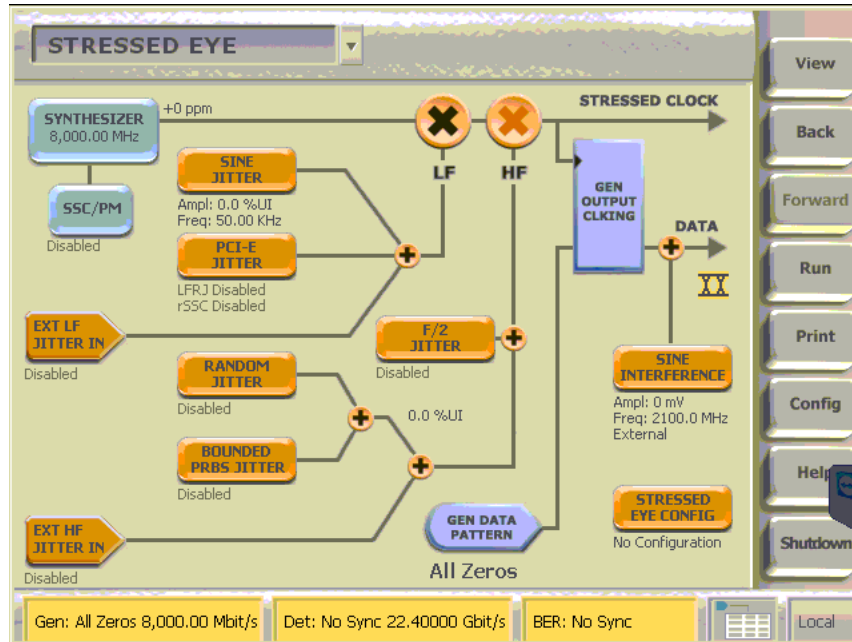 STRESSED EYE
SYNTHESIZER
8,000.00 MHz
+0 ppm
SSC/PM
Disabled
SINE
JITTER
Ampl: 0.0 %UI
Freq: 50.00 KHz
PCI-E
JITTER
LFRJ Disabled
rSSC Disabled
EXT LF
JITTER IN
Disabled
RANDOM
JITTER
Disabled
BOUNDED
PRBS JITTER
Disabled
EXT HF
JITTER IN
Disabled
LF
HF
F/2
JITTER
Disabled
0.0 %UI
GEN DATA
PATTERN
All Zeros
STRESSED CLOCK
GEN
OUTPUT
CLKING
DATA
SINE
INTERFERENCE
Ampl: 0 mV
Freq: 2100.0 MHz
External
STRESSED
EYE CONFIG
No Configuration
View
Back
Forward
Run
Print
Config
Help
Shutdown
Gen: All Zeros 8,000.00 Mbit/s
Det: No Sync 22.40000 Gbit/s
BER: No Sync
Local